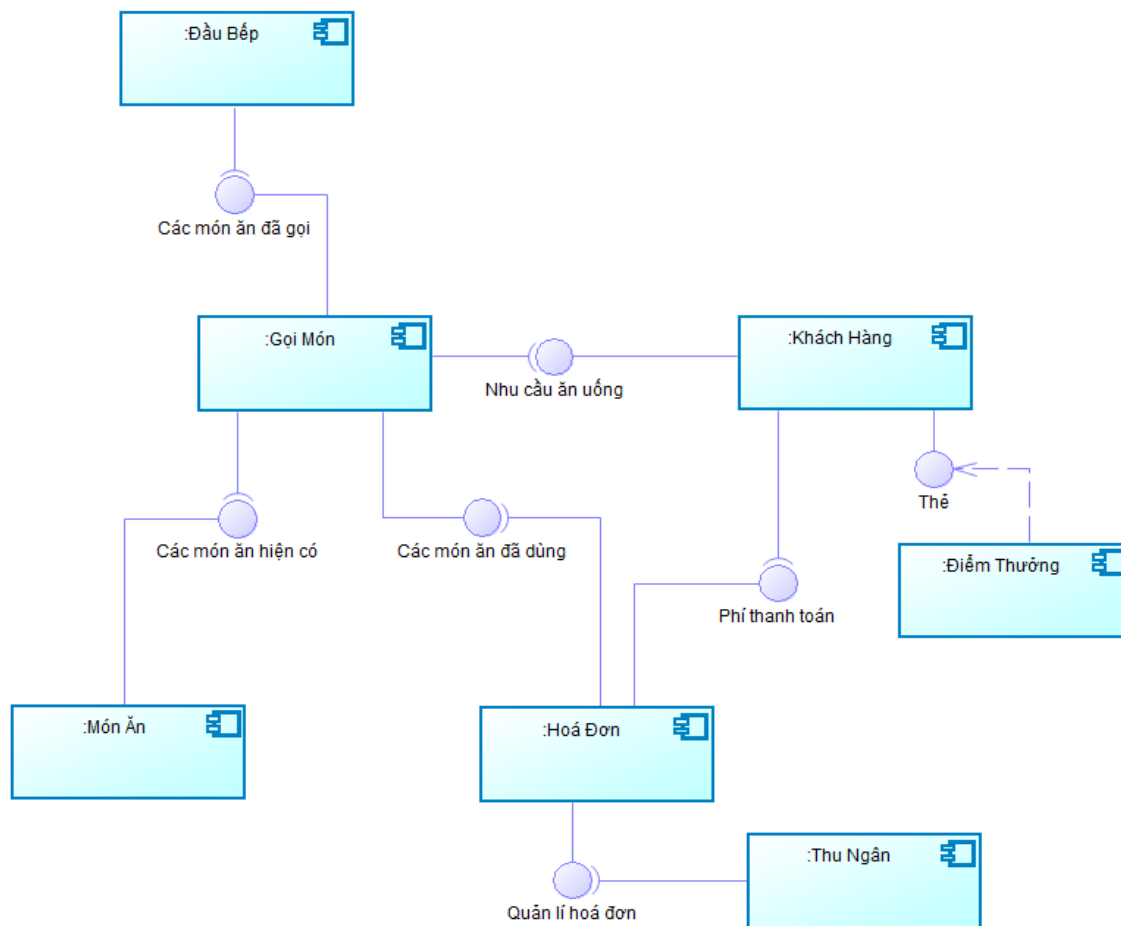 :Đầu Bếp
Các món ăn đã gọi
:Gọi Món
:Khách Hàng
Nhu cầu ăn uống
Thẻ
Các món ăn hiện có
Các món ăn đã dùng
:Điểm Thưởng
Phí thanh toán
:Món Ăn
:Hoá Đơn
:Thu Ngân
Quản lí hoá đơn